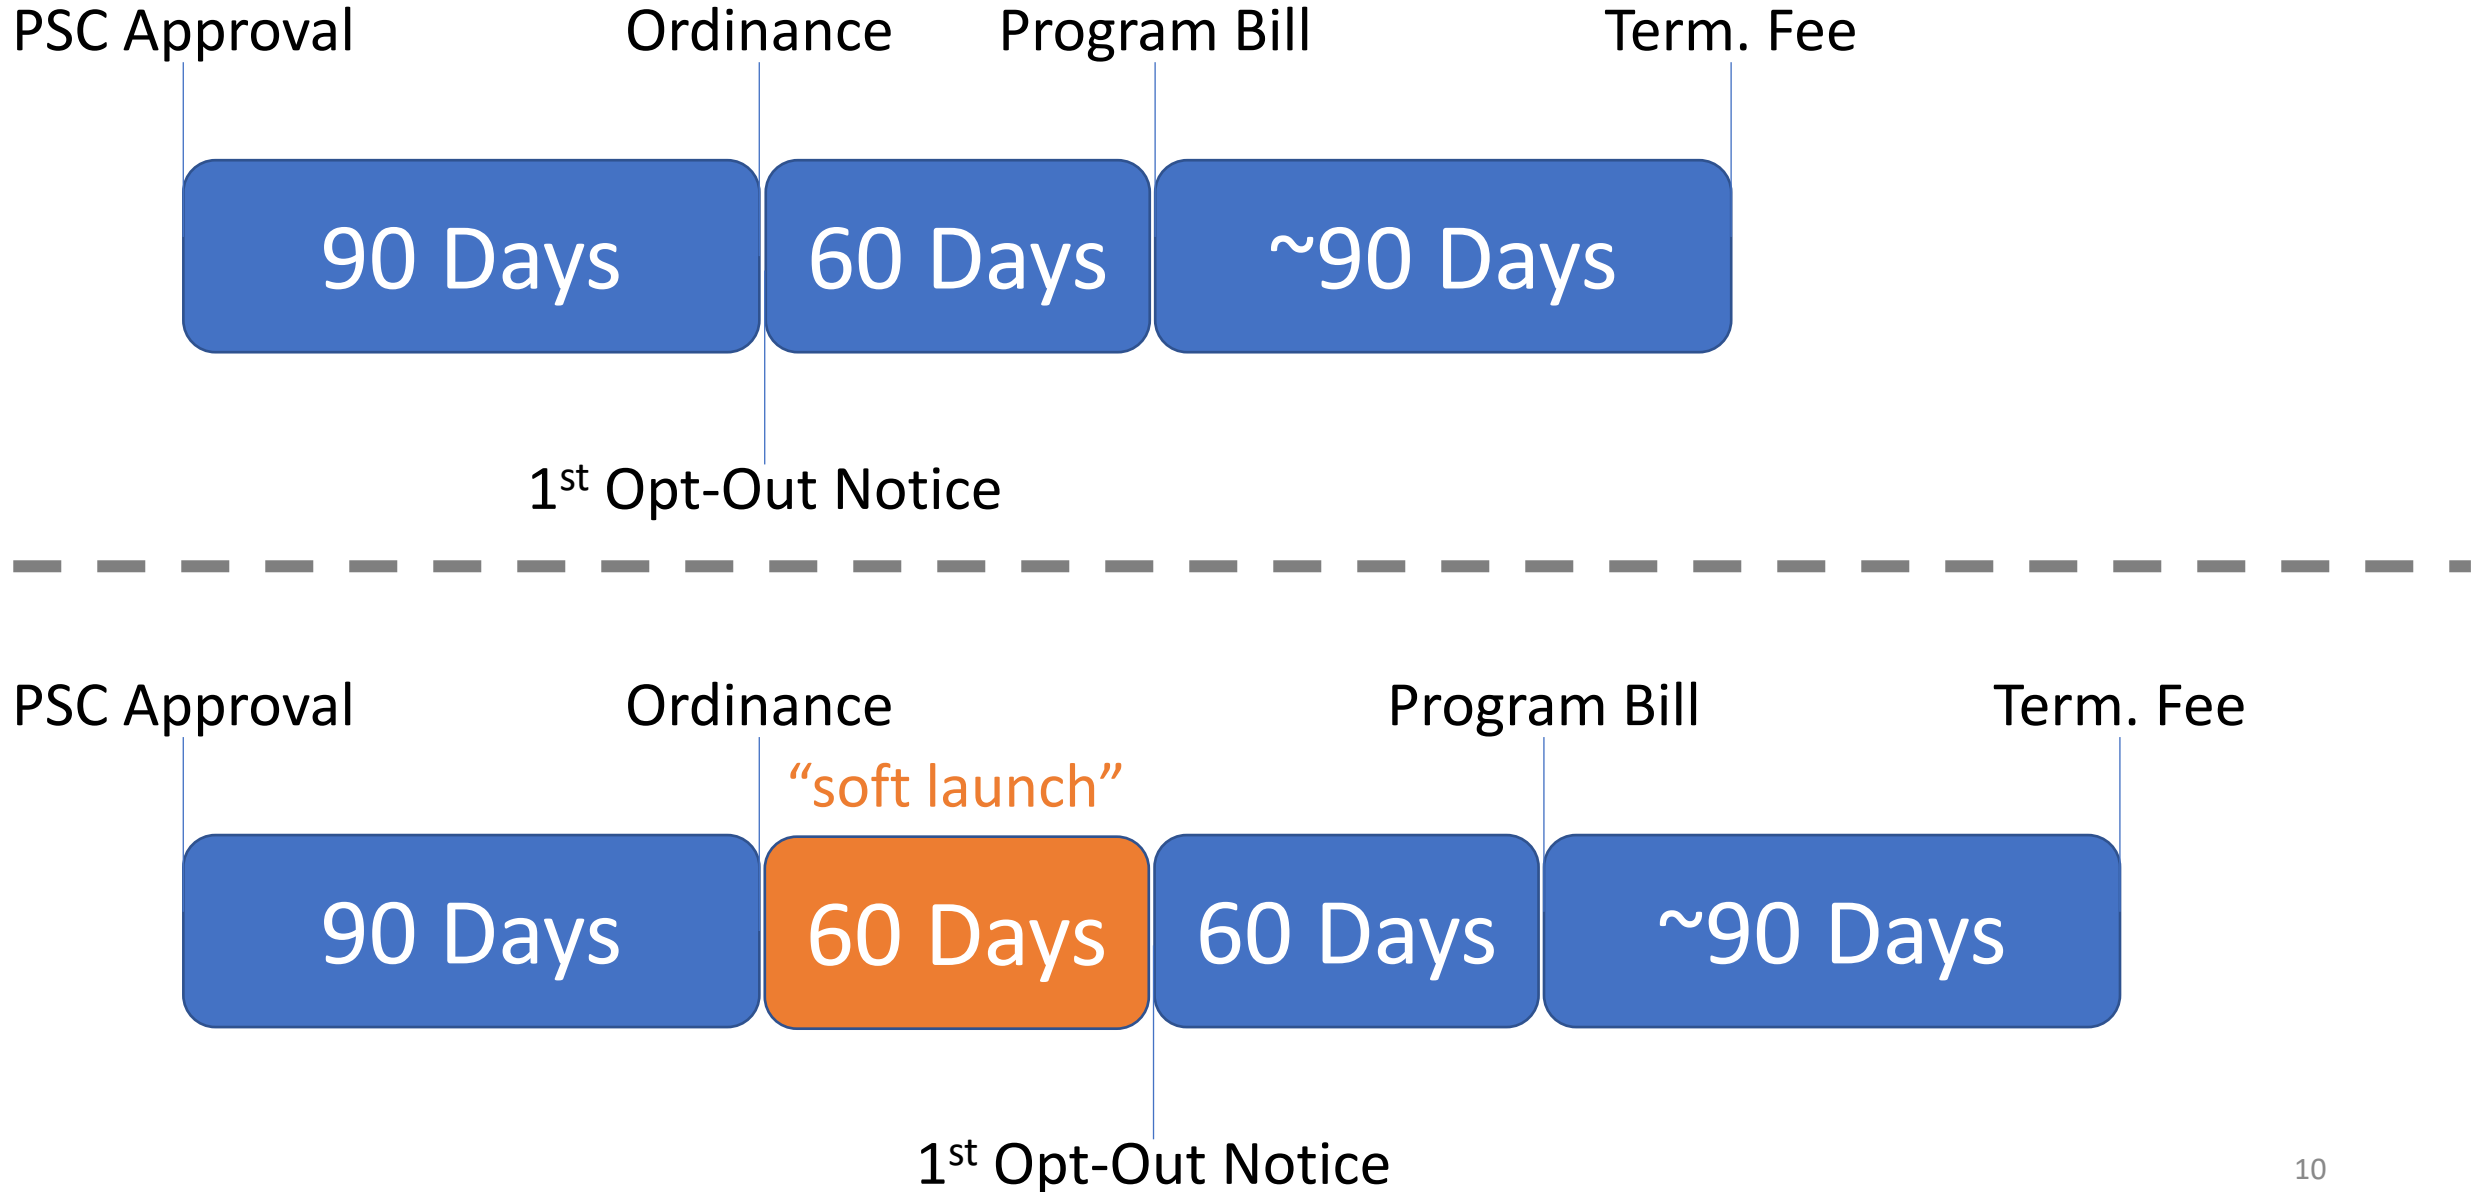 PSC Approval Ordinance Program Bill Term. Fee
90 Days 60 Days ~90 Days
1st Opt-Out Notice
PSC Approval Ordinance Program Bill Term. Fee
“soft launch”
90 Days 60 Days 60 Days ~90 Days
1st Opt-Out Notice
10